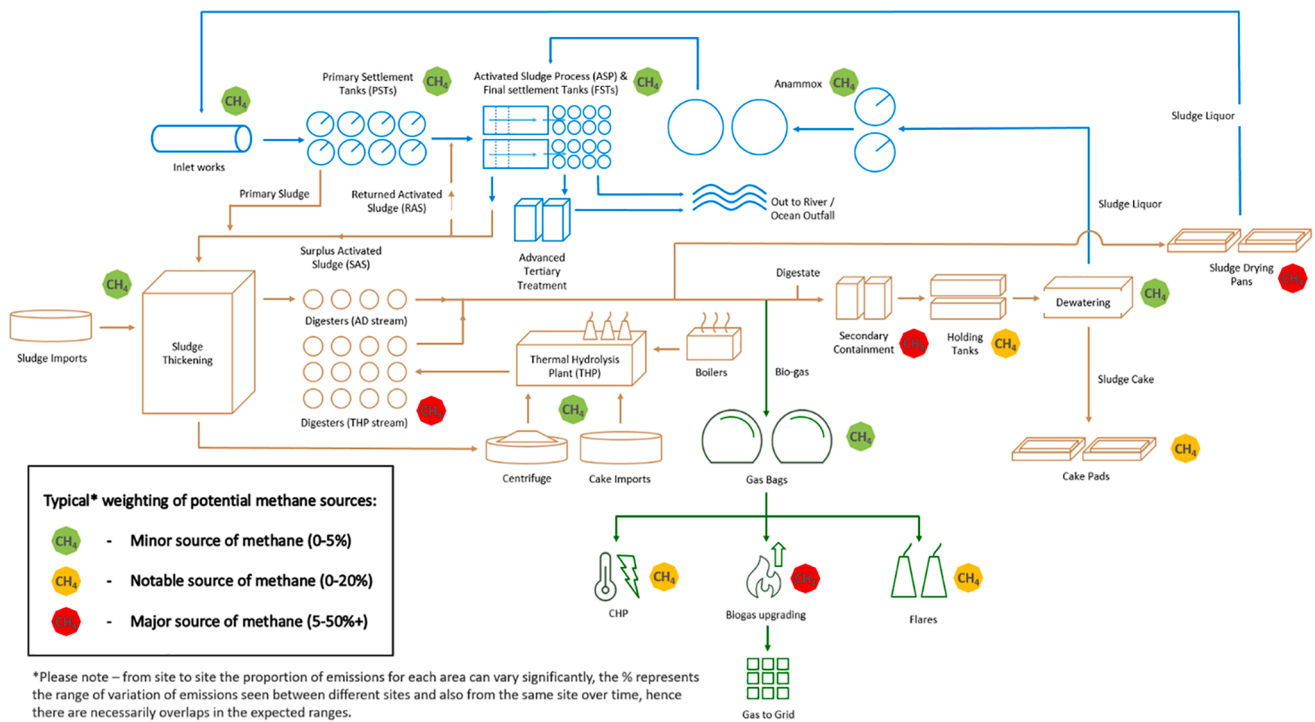 Primary Settlement
Tanks (PSTs)
CH4
Activated Sludge Process (ASP) &
Final settlement Tanks (FSTs)
CH4
Anammox
CH4
CH4
Inlet works
Sludge Liquor
Primary Sludge
Returned Activated
Sludge (RAS)
Out to River /
Ocean Outfall
Sludge Liquor
Surplus Activated
Sludge (SAS)
Advanced
Tertiary
Treatment
Sludge Drying
Pans
CH4
CH4
Digestate
Sludge Imports
Sludge
Thickening
Digesters (AD stream)
Digesters (THP stream)
CH4
Thermal Hydrolysis
Plant (THP)
CH4
Boilers
Bio-gas
Secondary
Containment
CH4
Holding
Tanks
CH4
Dewatering
CH4
Sludge Cake
Centrifuge
Cake Imports
Gas Bags
CH4
Cake Pads
CH4
Typical* weighting of potential methane sources:
CH4 - Minor source of methane (0-5%)
CH4 - Notable source of methane (0-20%)
CH4 - Major source of methane (5-50%+)
CHP
CH4
Biogas upgrading
CH4
Flares
CH4
Gas to Grid
*Please note – from site to site the proportion of emissions for each area can vary significantly, the % represents
the range of variation of emissions seen between different sites and also from the same site over time, hence
there are necessarily overlaps in the expected ranges.